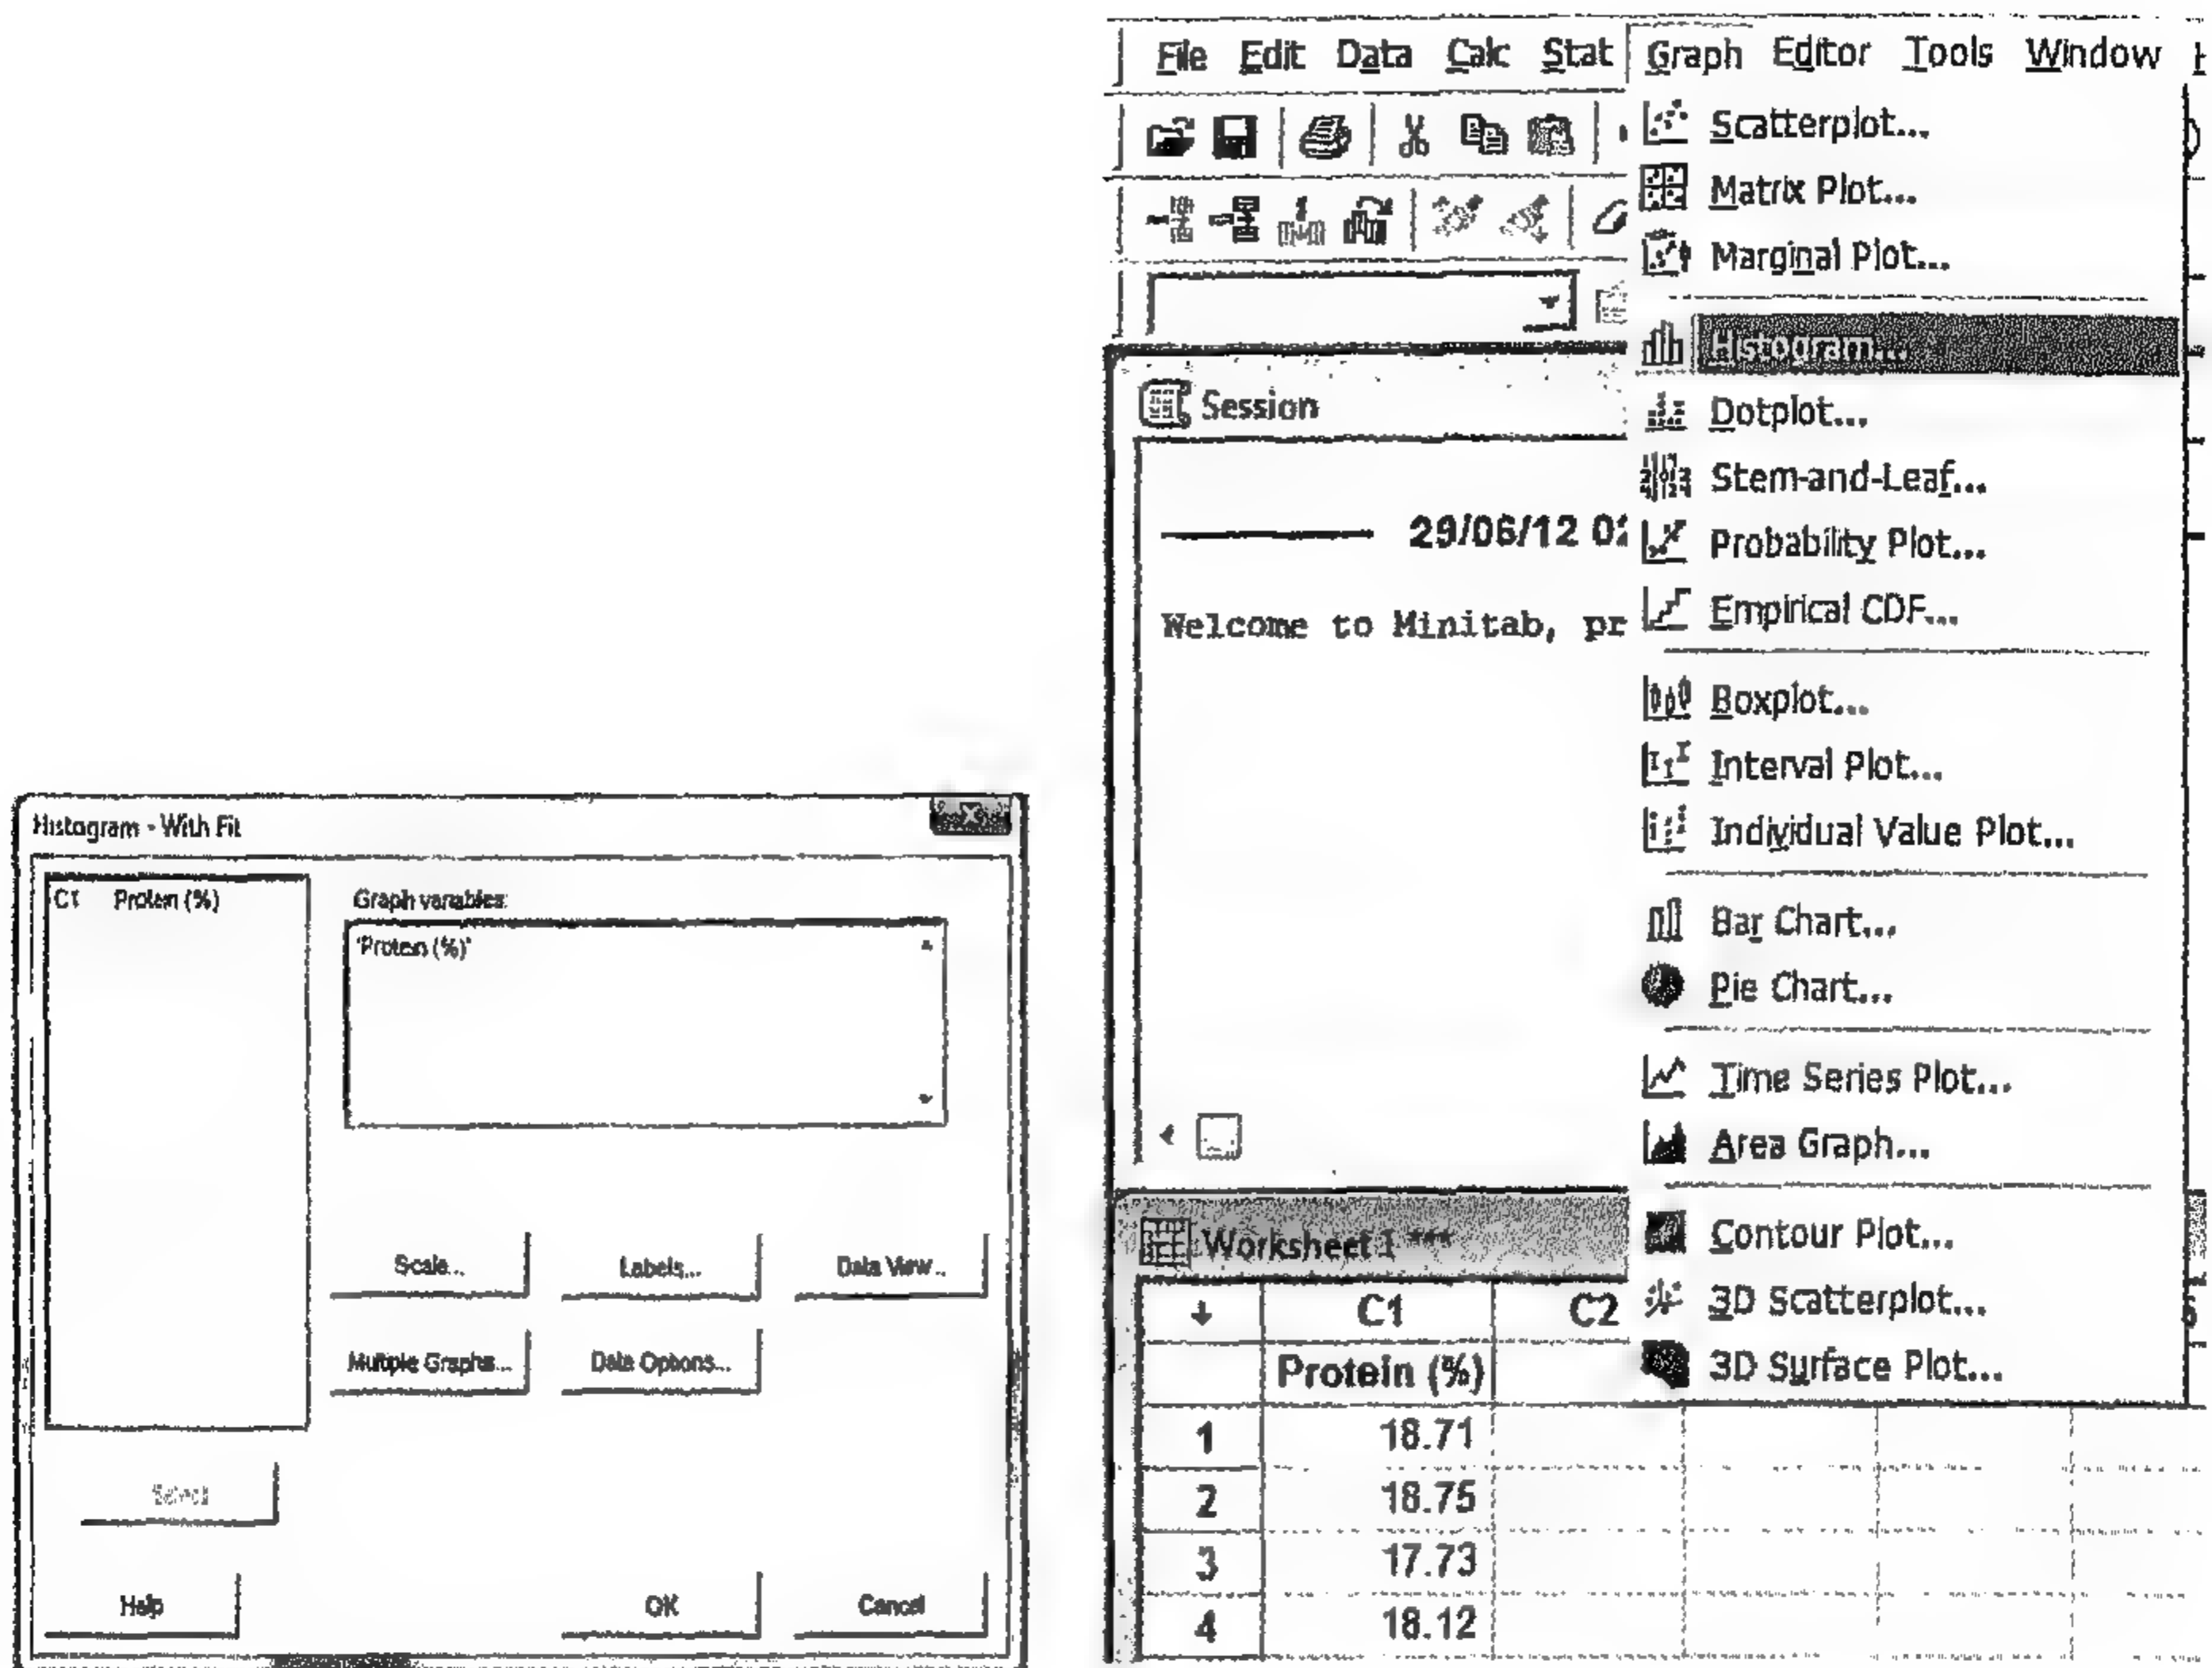 Histogram - With Fit
C1 Protein (%)
Graph variables:
'Protein (%)'
Scale...
Labels...
Data View...
Multiple Graphs...
Data Options...
Select
Help
OK
Cancel
File Edit Data Calc Stat Graph Editor Tools Window
Scatterplot...
Matrix Plot...
Marginal Plot...
Histogram...
Dotplot...
Stem-and-Leaf...
Probability Plot...
Empirical CDF...
Boxplot...
Interval Plot...
Individual Value Plot...
Bar Chart...
Pie Chart...
Time Series Plot...
Area Graph...
Contour Plot...
3D Scatterplot...
3D Surface Plot...
Session
29/06/12
Welcome to Minitab, pr
Worksheet 1 ***
C1 C2
Protein (%)
1 18.71
2 18.75
3 17.73
4 18.12